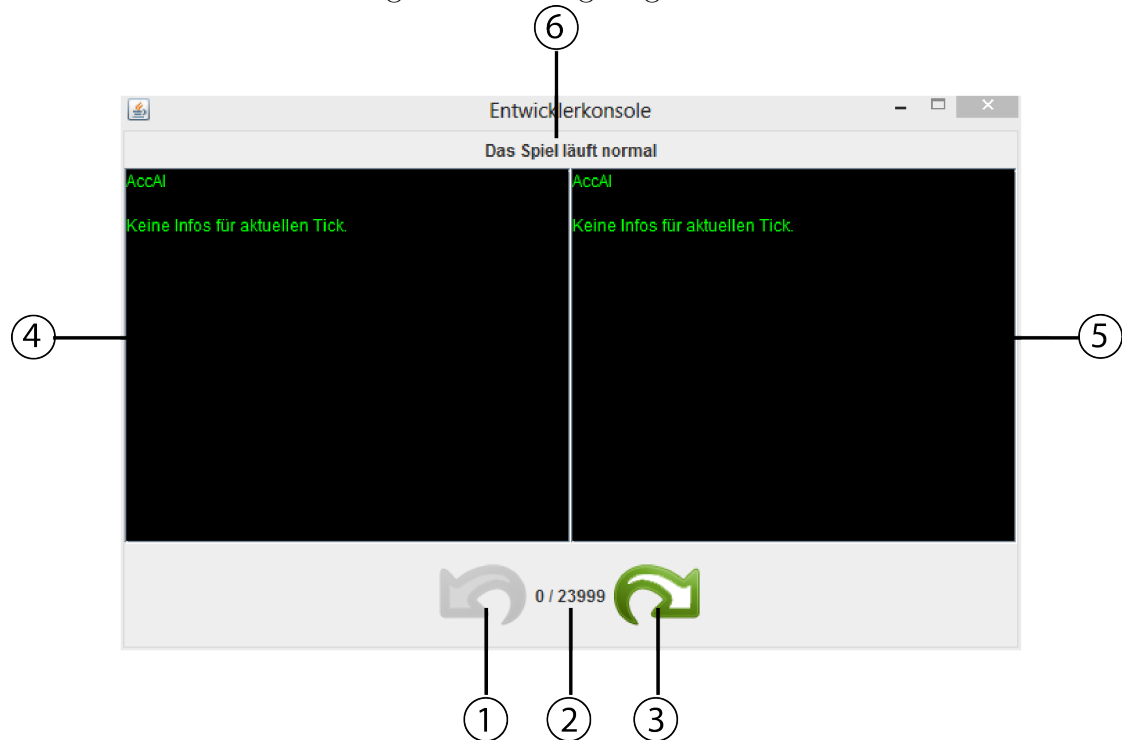 6
Entwicklerkonsole
Das Spiel läuft normal
AccAI
Keine Infos für aktuellen Tick.
AccAI
Keine Infos für aktuellen Tick.
4
5
0 / 23999
1
2
3